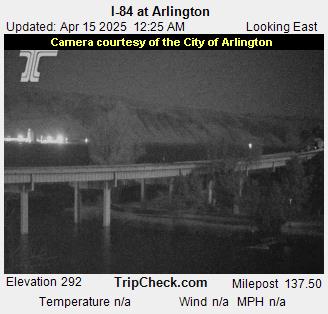 I-84 at Arlington
Updated: Apr 15 2025 12:25 AM Looking East
Camera courtesy of the City of Arlington
Elevation 292 TripCheck.com Milepost 137.50
Temperature n/a Wind n/a MPH n/a